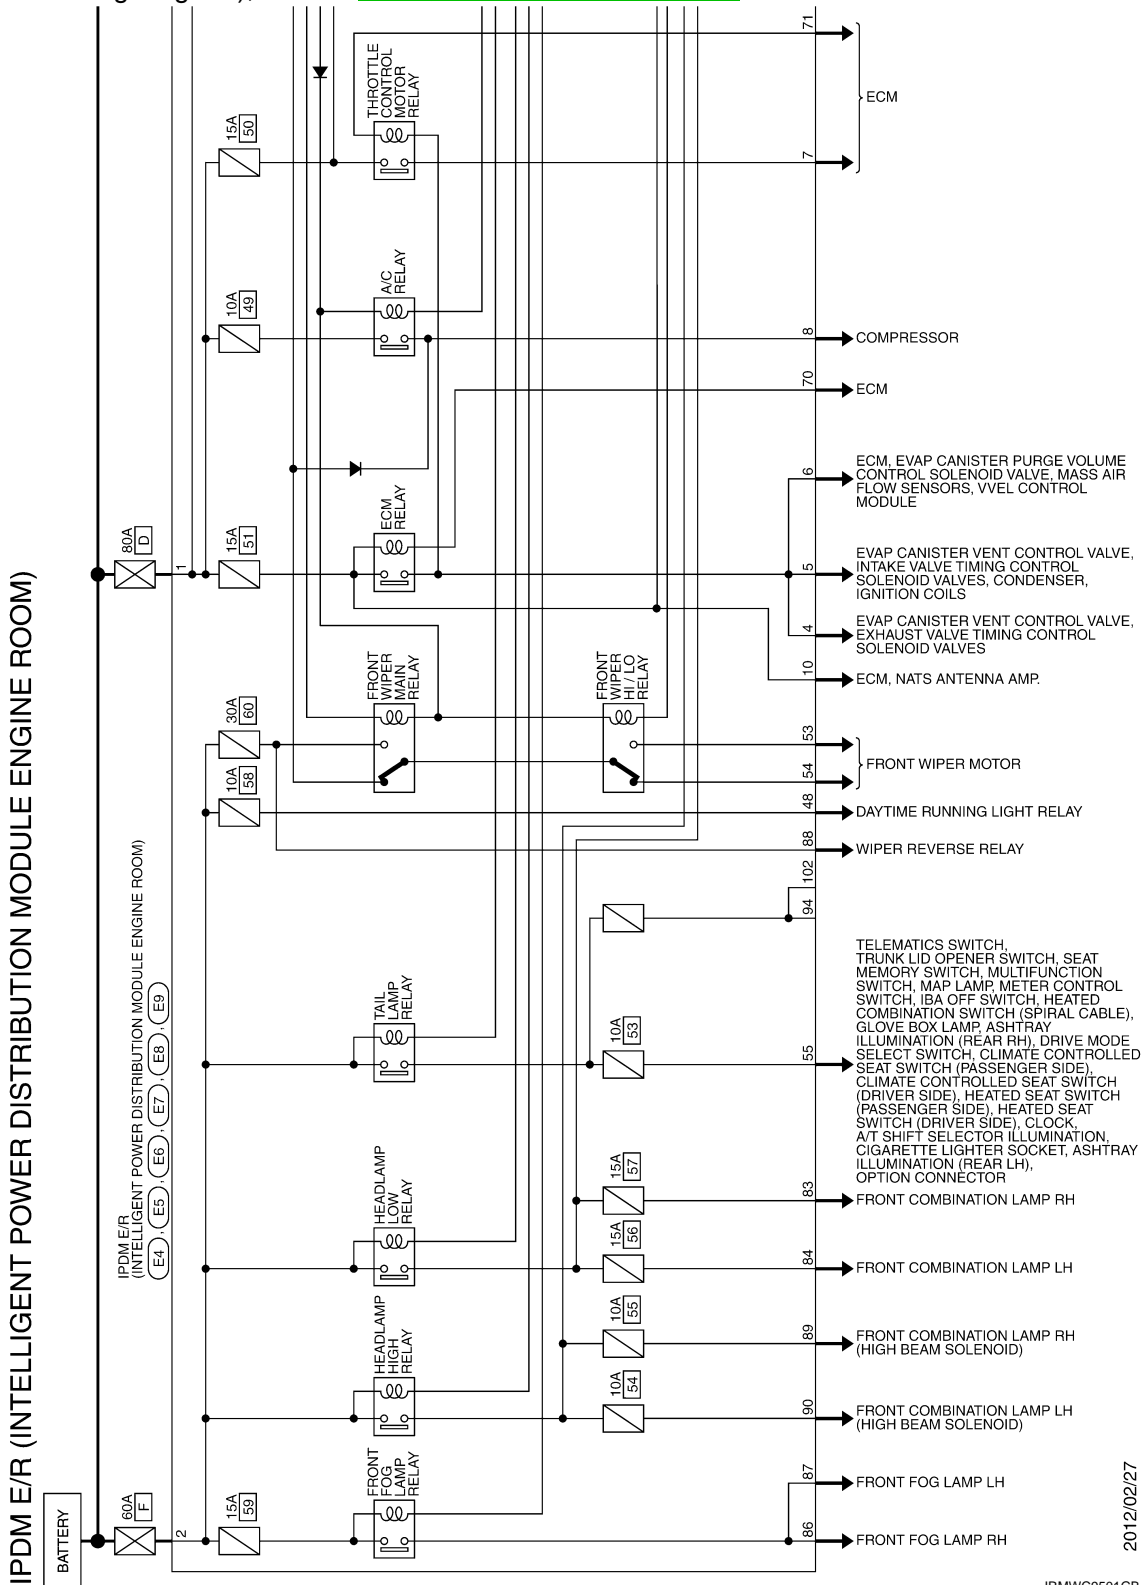 IPDM E/R (INTELLIGENT POWER DISTRIBUTION MODULE ENGINE ROOM)
BATTERY
80A
D
60A
F
1
2
IPDM E/R
(INTELLIGENT POWER DISTRIBUTION MODULE ENGINE ROOM)
E4 , E5 , E6 , E7 , E8 , E9
15A
50
10A
49
15A
51
30A
60
10A
58
15A
59
THROTTLE
CONTROL
MOTOR
RELAY
A/C
RELAY
ECM
RELAY
FRONT
WIPER
MAIN
RELAY
FRONT
WIPER
HI / LO
RELAY
TAIL
LAMP
RELAY
HEADLAMP
LOW
RELAY
HEADLAMP
HIGH
RELAY
FRONT
FOG
LAMP
RELAY
10A
53
15A
57
15A
56
10A
55
10A
54
71
7
ECM
8
COMPRESSOR
70
ECM
6
ECM, EVAP CANISTER PURGE VOLUME
CONTROL SOLENOID VALVE, MASS AIR
FLOW SENSORS, VVEL CONTROL
MODULE
5
EVAP CANISTER VENT CONTROL VALVE,
INTAKE VALVE TIMING CONTROL
SOLENOID VALVES, CONDENSER,
IGNITION COILS
4
EVAP CANISTER VENT CONTROL VALVE,
EXHAUST VALVE TIMING CONTROL
SOLENOID VALVES
10
ECM, NATS ANTENNA AMP.
53
54
FRONT WIPER MOTOR
48
DAYTIME RUNNING LIGHT RELAY
88
WIPER REVERSE RELAY
102
94
55
TELEMATICS SWITCH,
TRUNK LID OPENER SWITCH, SEAT
MEMORY SWITCH, MULTIFUNCTION
SWITCH, MAP LAMP, METER CONTROL
SWITCH, IBA OFF SWITCH, HEATED
COMBINATION SWITCH (SPIRAL CABLE),
GLOVE BOX LAMP, ASHTRAY
ILLUMINATION (REAR RH), DRIVE MODE
SELECT SWITCH, CLIMATE CONTROLLED
SEAT SWITCH (PASSENGER SIDE),
CLIMATE CONTROLLED SEAT SWITCH
(DRIVER SIDE), HEATED SEAT SWITCH
(PASSENGER SIDE), HEATED SEAT
SWITCH (DRIVER SIDE), CLOCK,
A/T SHIFT SELECTOR ILLUMINATION,
CIGARETTE LIGHTER SOCKET, ASHTRAY
ILLUMINATION (REAR LH),
OPTION CONNECTOR
83
FRONT COMBINATION LAMP RH
84
FRONT COMBINATION LAMP LH
89
FRONT COMBINATION LAMP RH
(HIGH BEAM SOLENOID)
90
FRONT COMBINATION LAMP LH
(HIGH BEAM SOLENOID)
87
FRONT FOG LAMP LH
86
FRONT FOG LAMP RH
2012/02/27